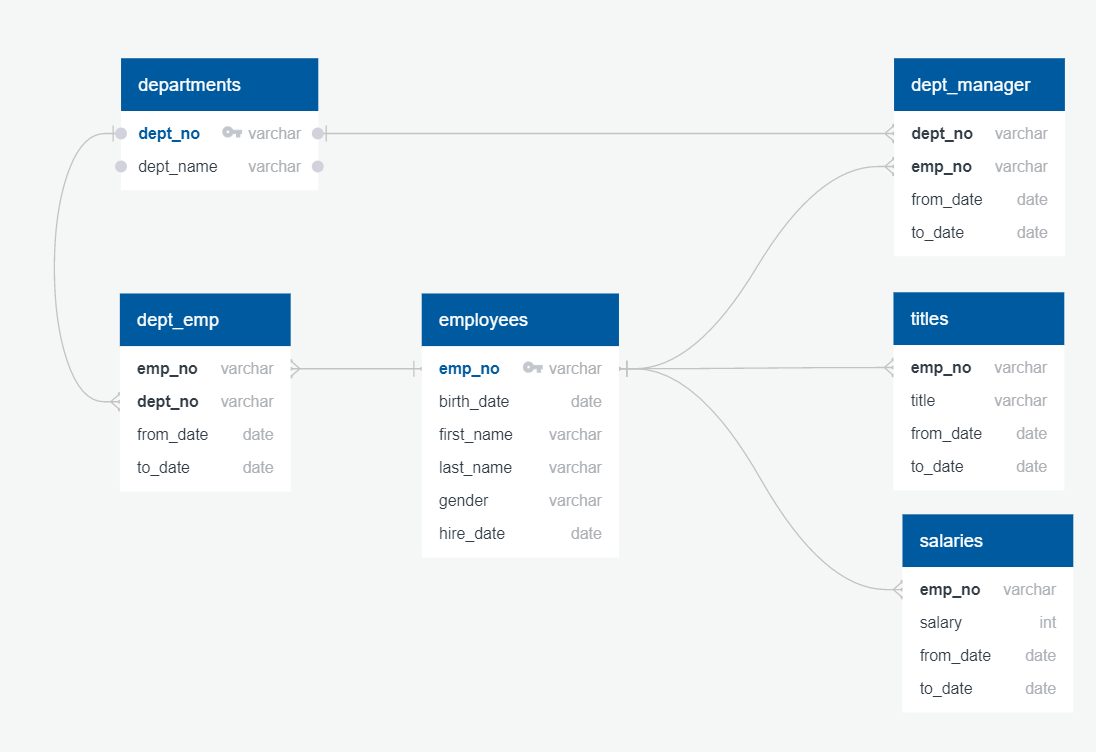 departments
dept_no varchar
dept_name varchar
dept_manager
dept_no varchar
emp_no varchar
from_date date
to_date date
dept_emp
emp_no varchar
dept_no varchar
from_date date
to_date date
employees
emp_no varchar
birth_date date
first_name varchar
last_name varchar
gender varchar
hire_date date
titles
emp_no varchar
title varchar
from_date date
to_date date
salaries
emp_no varchar
salary int
from_date date
to_date date